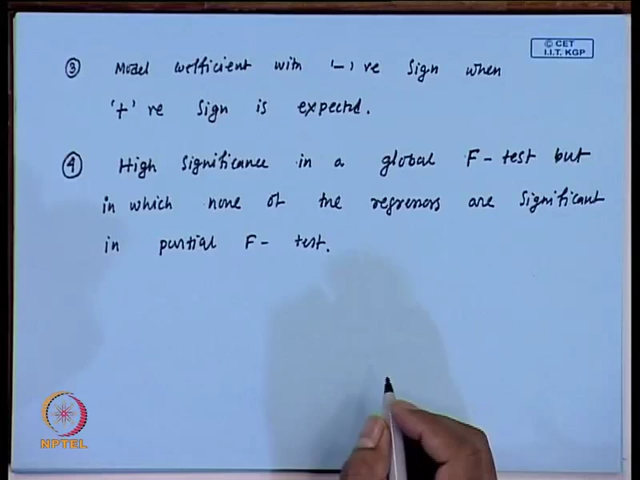 © CET
I.I.T. KGP
③ Model coefficient with '-'ve Sign when
'+'ve Sign is expected.
④ High Significance in a global F-test but
in which none of the regressors are Significant
in partial F- test.
NPTEL